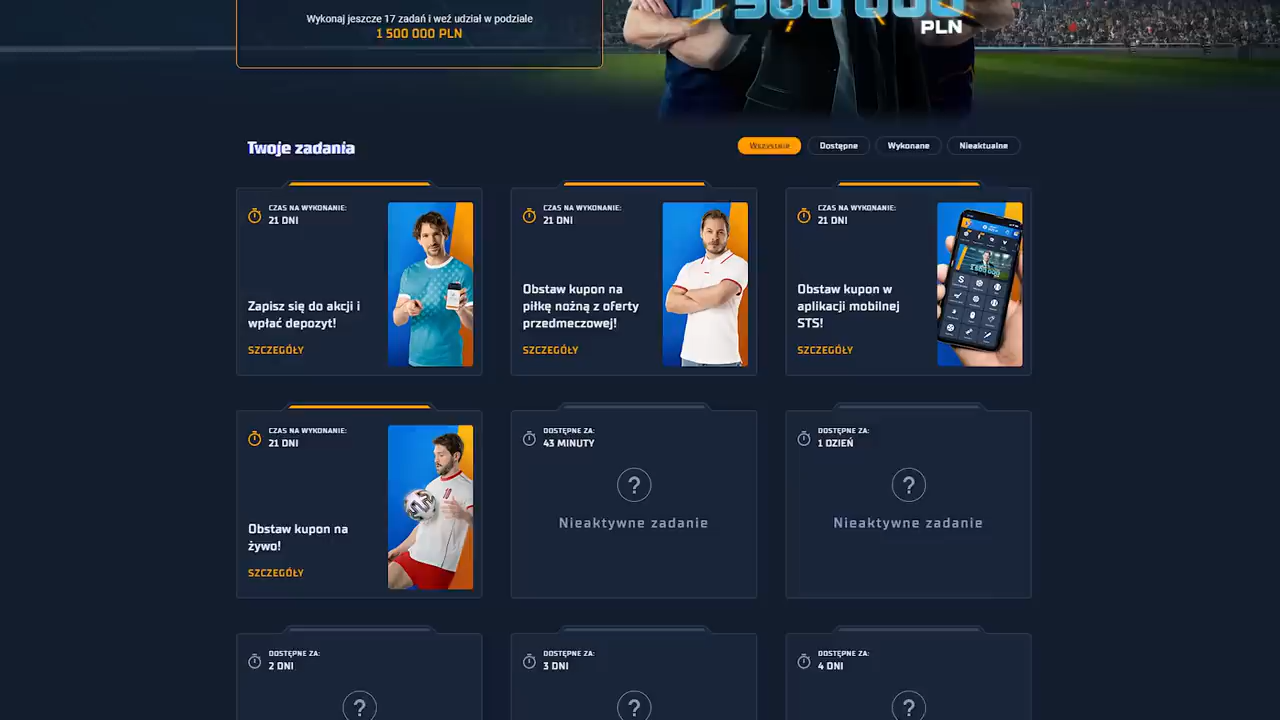 Wykonaj jeszcze 17 zadań i weź udział w podziale
1 500 000 PLN
1 500 000
PLN
Twoje zadania
Wszystkie
Dostępne
Wykonane
Nieaktualne
CZAS NA WYKONANIE:
21 DNI
Zapisz się do akcji i
wpłać depozyt!
SZCZEGÓŁY
CZAS NA WYKONANIE:
21 DNI
Obstaw kupon na
piłkę nożną z oferty
przedmeczowej!
SZCZEGÓŁY
CZAS NA WYKONANIE:
21 DNI
Obstaw kupon w
aplikacji mobilnej
STS!
SZCZEGÓŁY
CZAS NA WYKONANIE:
21 DNI
Obstaw kupon na
żywo!
SZCZEGÓŁY
DOSTĘPNE ZA:
43 MINUTY
?
Nieaktywne zadanie
DOSTĘPNE ZA:
1 DZIEŃ
?
Nieaktywne zadanie
DOSTĘPNE ZA:
2 DNI
?
DOSTĘPNE ZA:
3 DNI
?
DOSTĘPNE ZA:
4 DNI
?